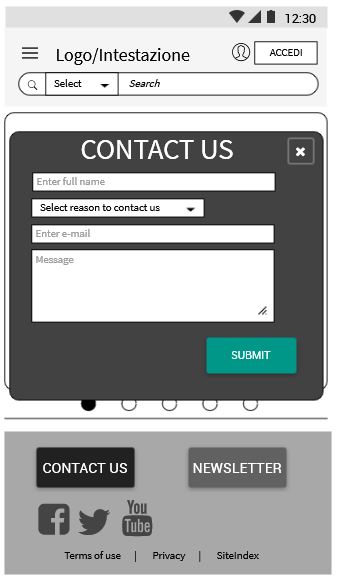 12:30
Logo/Intestazione
ACCEDI
Select
Search
CONTACT US
Enter full name
Select reason to contact us
Enter e-mail
Message
SUBMIT
CONTACT US
NEWSLETTER
You
Tube
Terms of use | Privacy | SiteIndex